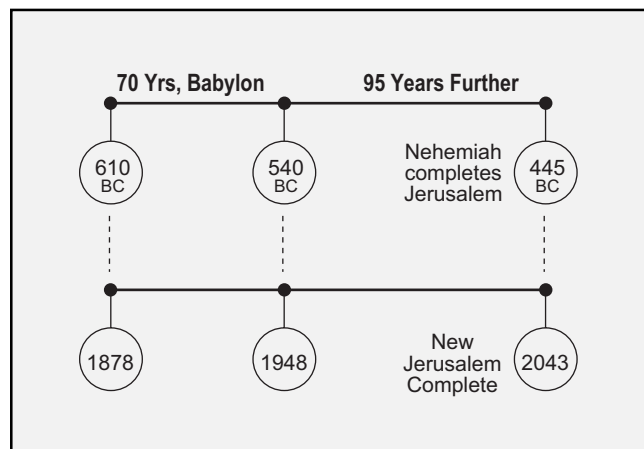 70 Yrs, Babylon
95 Years Further
610
BC
540
BC
Nehemiah
completes
Jerusalem
445
BC
1878
1948
New
Jerusalem
Complete
2043